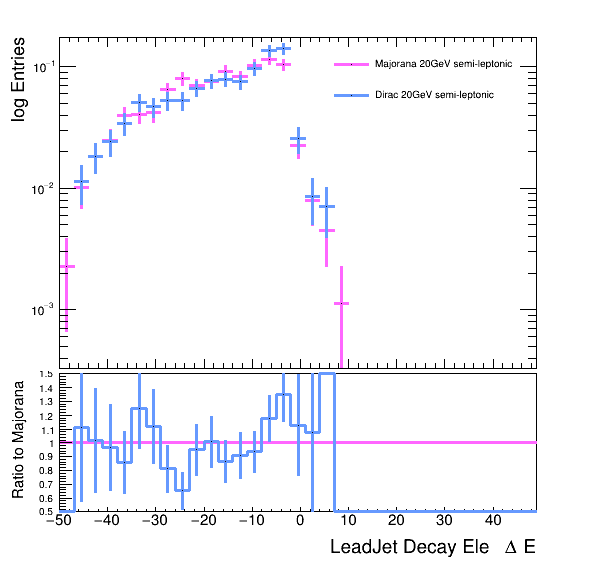 log Entries
Majorana 20GeV semi-leptonic
Dirac 20GeV semi-leptonic
10⁻¹
10⁻²
10⁻³
Ratio to Majorana
1.5
1.4
1.3
1.2
1.1
1
0.9
0.8
0.7
0.6
0.5
−50 −40 −30 −20 −10 0 10 20 30 40
LeadJet Decay Ele Δ E